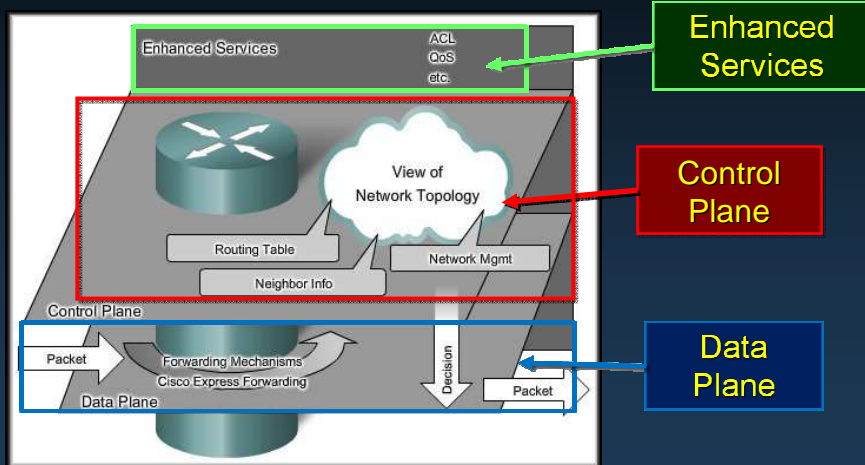 Enhanced Services
ACL
QoS
etc.
Enhanced
Services
View of
Network Topology
Control
Plane
Routing Table
Network Mgmt
Neighbor Info
Control Plane
Data
Plane
Packet
Forwarding Mechanisms
Cisco Express Forwarding
Decision
Packet
Data Plane